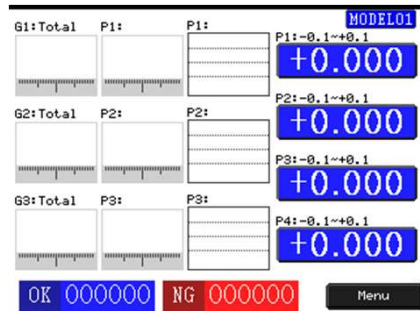 MODEL01
G1:Total P1: P1: P1:-0.1~+0.1
+0.000
G2:Total P2: P2: P2:-0.1~+0.1
+0.000
G3:Total P3: P3: P3:-0.1~+0.1
+0.000
P4:-0.1~+0.1
+0.000
OK 000000 NG 000000 Menu